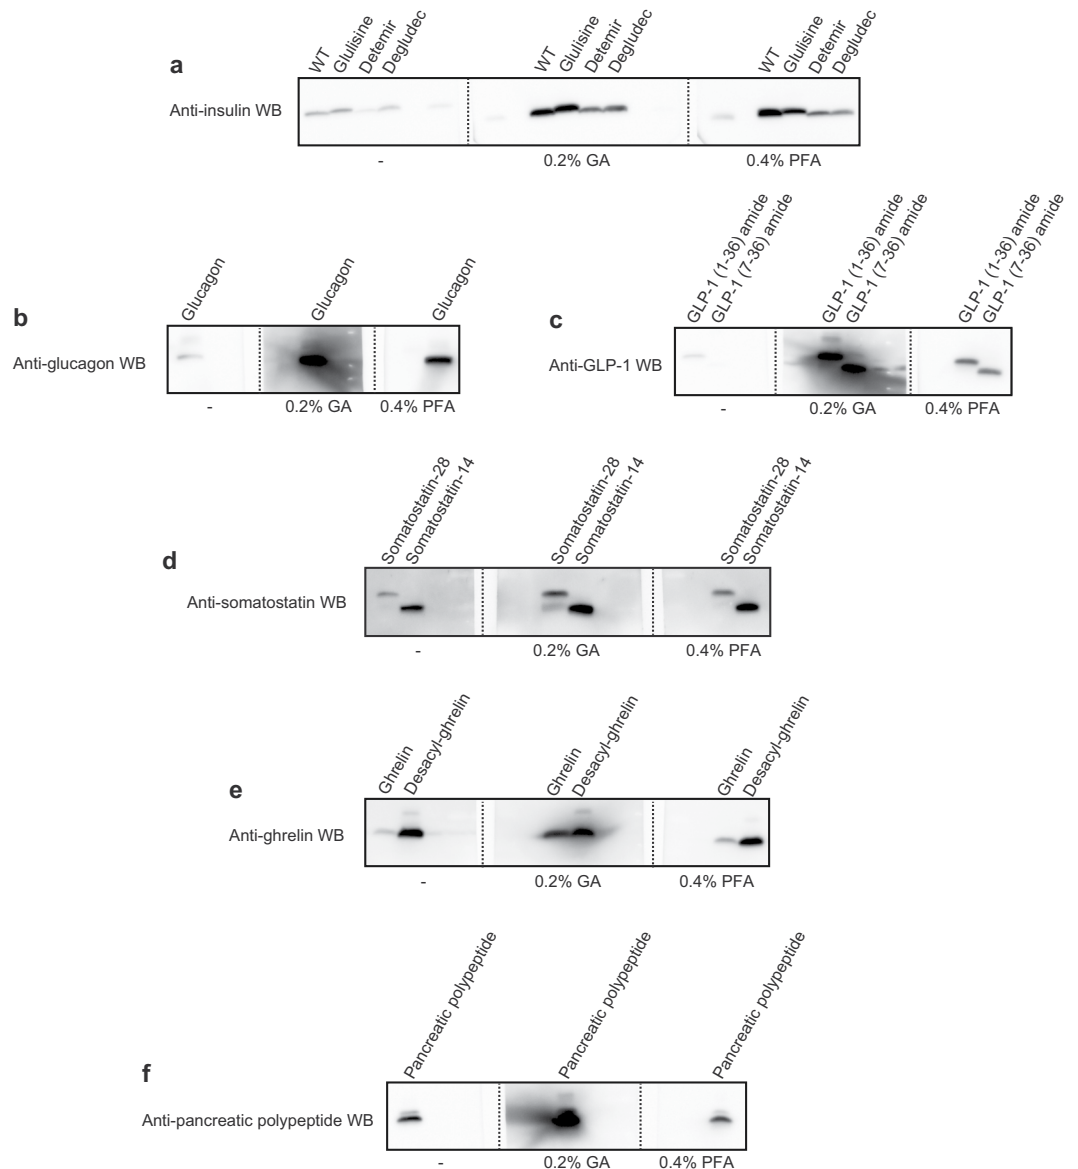 a
WT
Glulisine
Detemir
Degludec
WT
Glulisine
Detemir
Degludec
WT
Glulisine
Detemir
Degludec
Anti-insulin WB
-
0.2% GA
0.4% PFA
b
Glucagon
Glucagon
Glucagon
Anti-glucagon WB
-
0.2% GA
0.4% PFA
c
GLP-1 (1-36) amide
GLP-1 (7-36) amide
GLP-1 (1-36) amide
GLP-1 (7-36) amide
GLP-1 (1-36) amide
GLP-1 (7-36) amide
Anti-GLP-1 WB
-
0.2% GA
0.4% PFA
d
Somatostatin-28
Somatostatin-14
Somatostatin-28
Somatostatin-14
Somatostatin-28
Somatostatin-14
Anti-somatostatin WB
-
0.2% GA
0.4% PFA
e
Ghrelin
Desacyl-ghrelin
Ghrelin
Desacyl-ghrelin
Ghrelin
Desacyl-ghrelin
Anti-ghrelin WB
-
0.2% GA
0.4% PFA
f
Pancreatic polypeptide
Pancreatic polypeptide
Pancreatic polypeptide
Anti-pancreatic polypeptide WB
-
0.2% GA
0.4% PFA